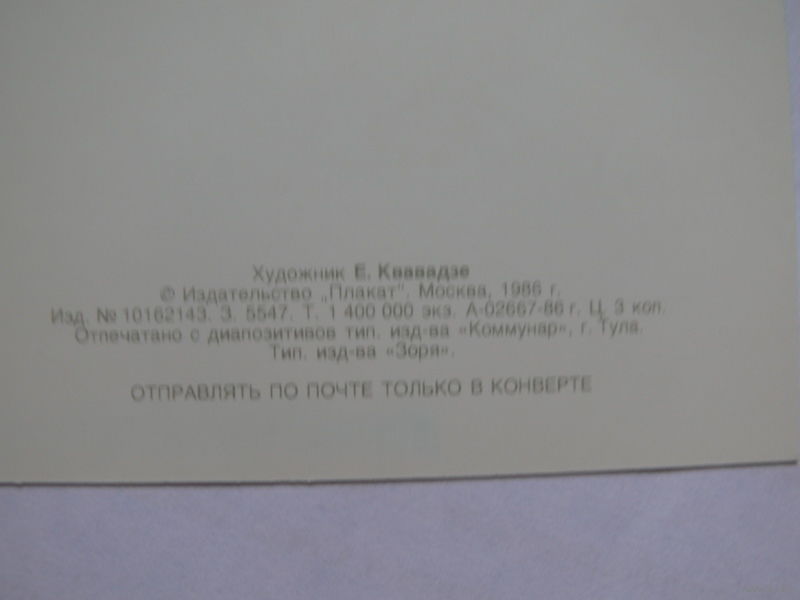 Художник Е. Квавадзе
© Издательство „Плакат". Москва, 1986 г.
Изд. № 10162143. З. 5547. Т. 1 400 000 экз. А-02667-86 г. Ц. 3 коп.
Отпечатано с диапозитивов тип. изд-ва «Коммунар», г. Тула.
Тип. изд-ва «Зоря».
ОТПРАВЛЯТЬ ПО ПОЧТЕ ТОЛЬКО В КОНВЕРТЕ